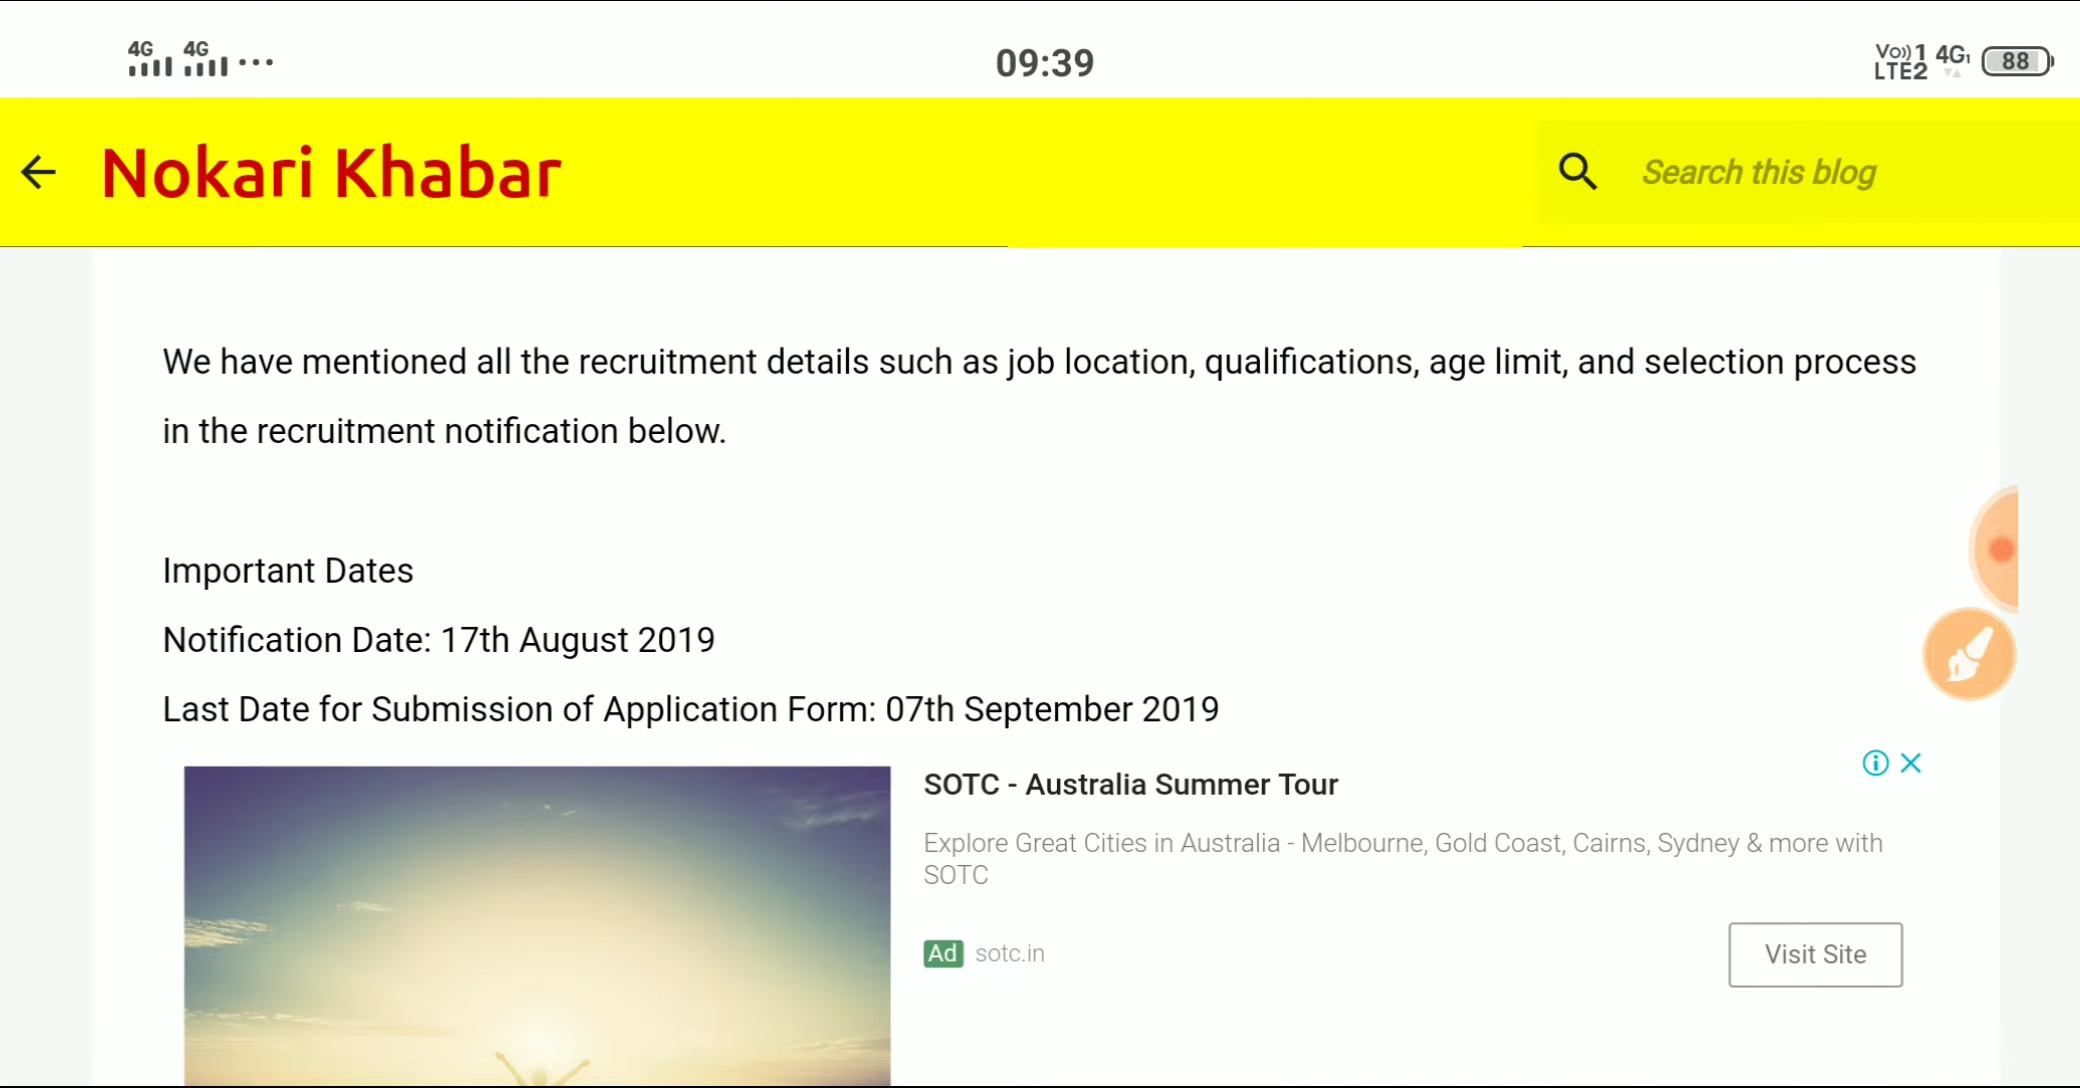 4G 4G ...
09:39
Vo)) 1 4G1
LTE2
88
Nokari Khabar
Search this blog
We have mentioned all the recruitment details such as job location, qualifications, age limit, and selection process
in the recruitment notification below.
Important Dates
Notification Date: 17th August 2019
Last Date for Submission of Application Form: 07th September 2019
SOTC - Australia Summer Tour
Explore Great Cities in Australia - Melbourne, Gold Coast, Cairns, Sydney & more with
SOTC
Ad sotc.in
Visit Site